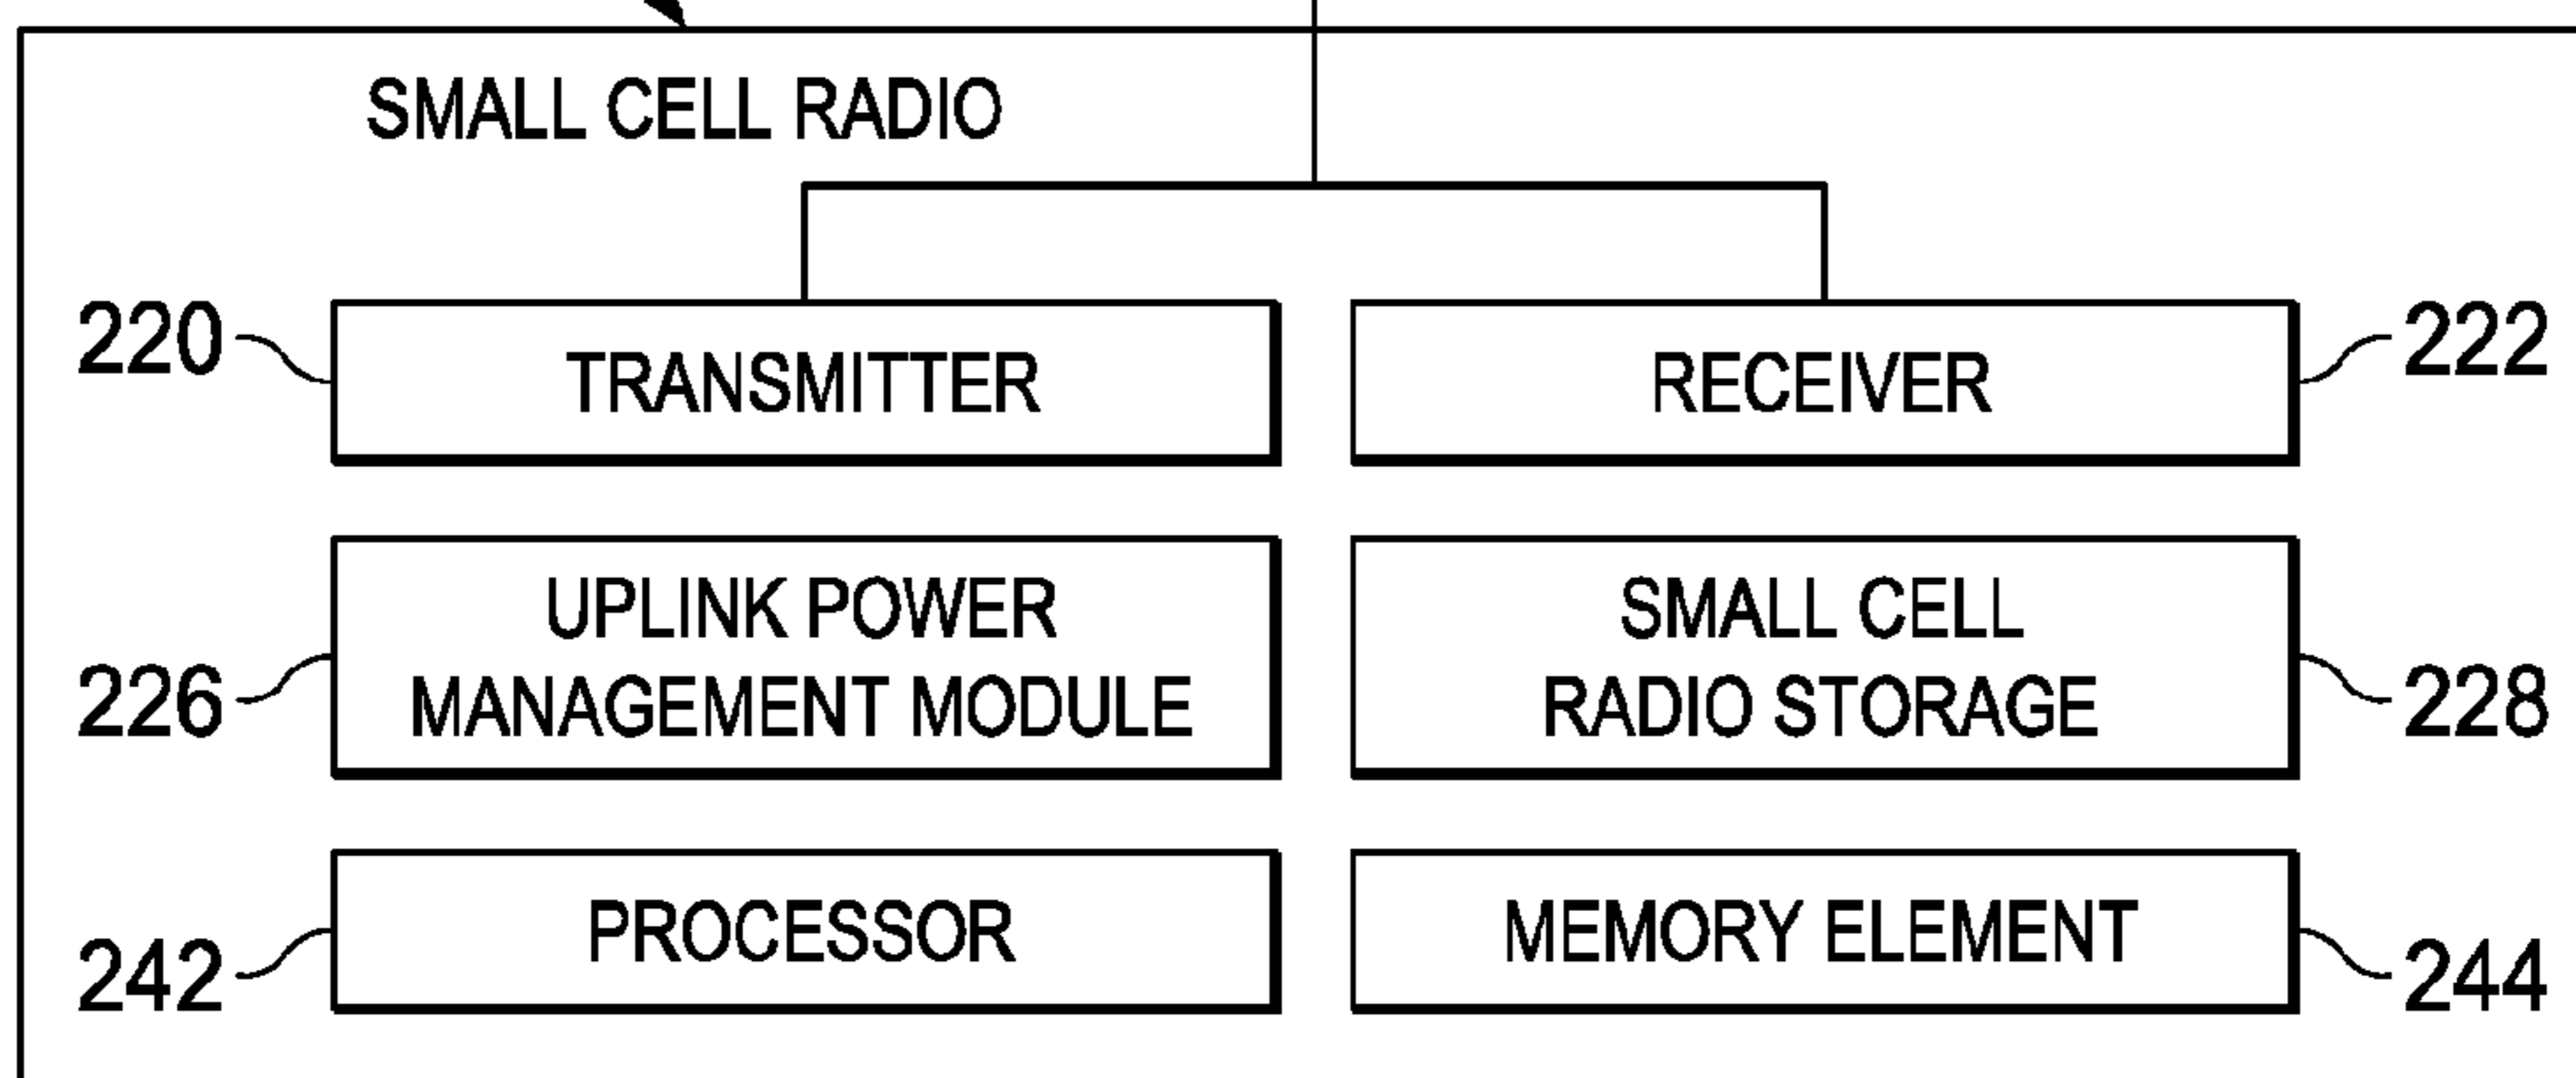 SMALL CELL RADIO
220
TRANSMITTER
RECEIVER
222
UPLINK POWER
MANAGEMENT MODULE
226
SMALL CELL
RADIO STORAGE
228
242
PROCESSOR
MEMORY ELEMENT
244